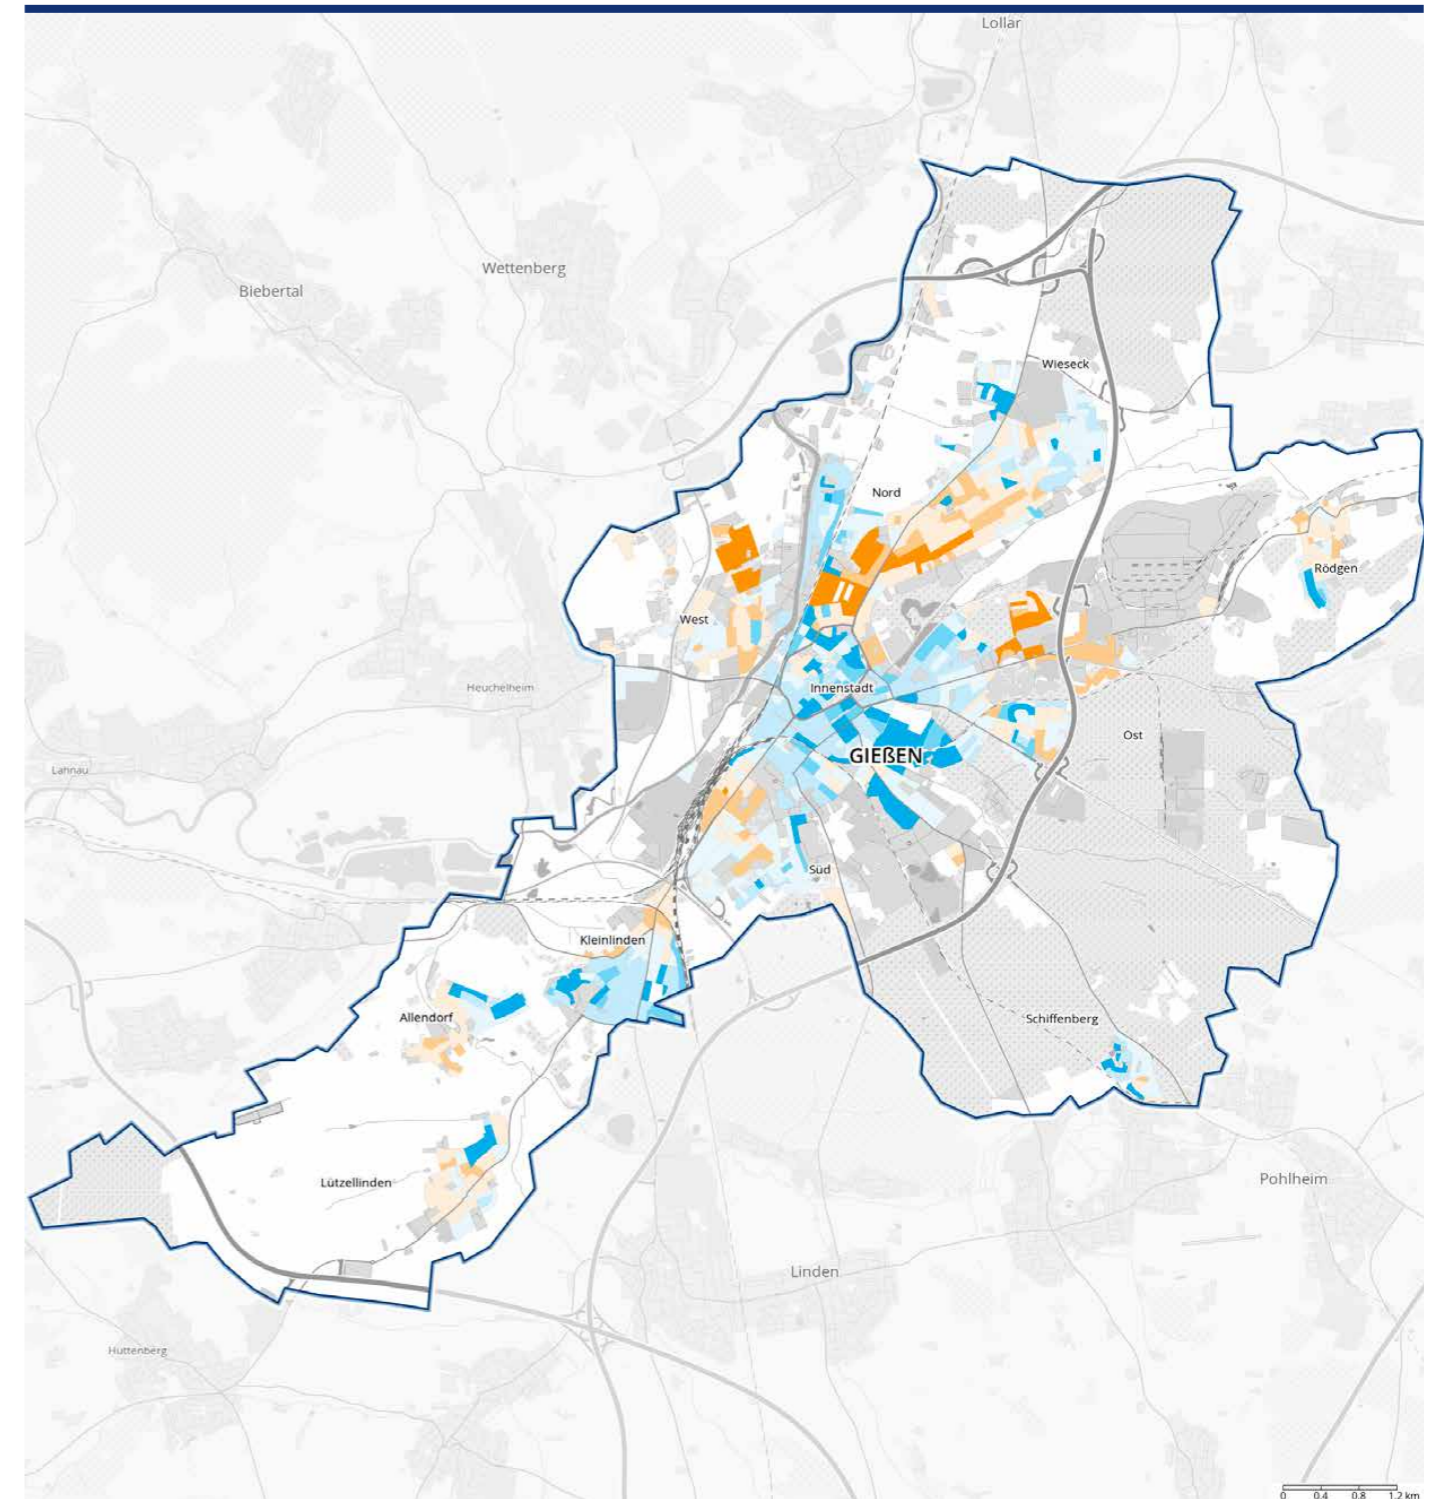 Lollar
Wettenberg
Biebertal
Wieseck
Nord
Rödgen
West
Heuchelheim
Innenstadt
Ost
GIEßEN
Lahnau
Süd
Kleinlinden
Allendorf
Schiffenberg
Lützellinden
Pohlheim
Linden
Hüttenberg
0 0.4 0.8 1.2 km